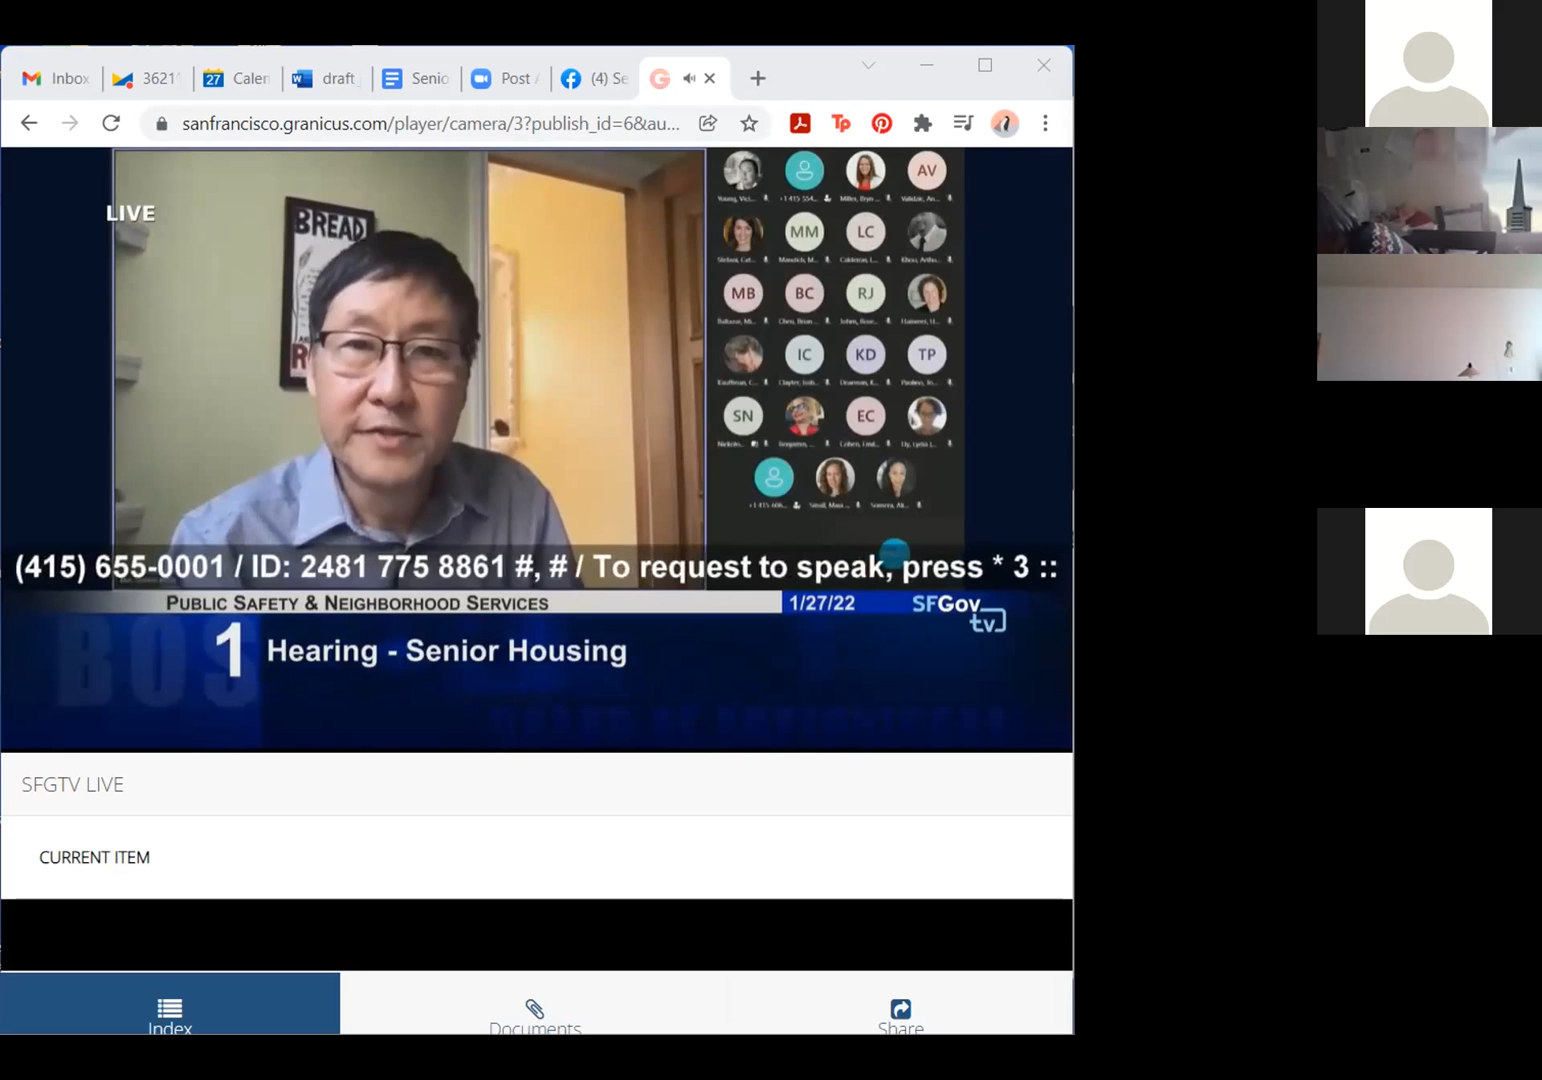 Inbox
3621
Calen
draft
Senio
Post
(4) Se
sanfrancisco.granicus.com/player/camera/3?publish_id=6&au...
LIVE
BREAD
AV
MM
LC
MB
BC
RJ
IC
KD
TP
SN
EC
(415) 655-0001 / ID: 2481 775 8861 #, # / To request to speak, press * 3 ::
PUBLIC SAFETY & NEIGHBORHOOD SERVICES
1/27/22
SFGov
tv
BOS
1 Hearing - Senior Housing
SFGTV LIVE
CURRENT ITEM
Index
Documents
Share